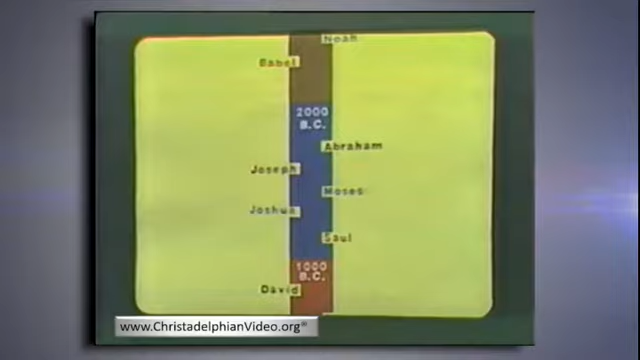 Noah
Babel
2000
B.C.
Abraham
Joseph
Moses
Joshua
Saul
1000
B.C.
David
www.ChristadelphianVideo.org®